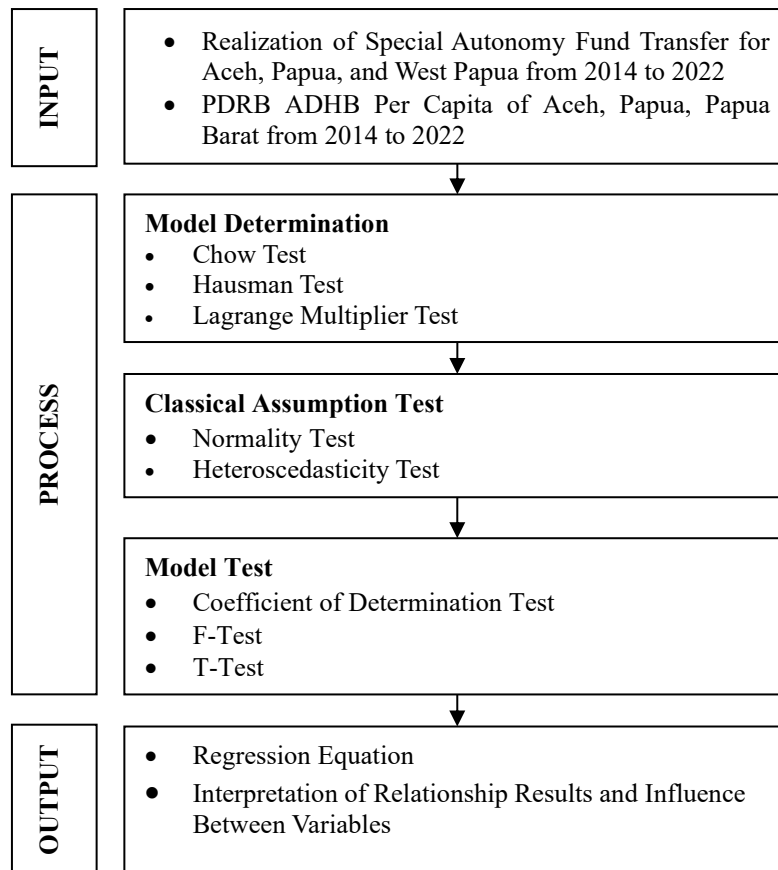 INPUT
• Realization of Special Autonomy Fund Transfer for
Aceh, Papua, and West Papua from 2014 to 2022
• PDRB ADHB Per Capita of Aceh, Papua, Papua
Barat from 2014 to 2022
PROCESS
Model Determination
• Chow Test
• Hausman Test
• Lagrange Multiplier Test
Classical Assumption Test
• Normality Test
• Heteroscedasticity Test
Model Test
• Coefficient of Determination Test
• F-Test
• T-Test
OUTPUT
• Regression Equation
• Interpretation of Relationship Results and Influence
Between Variables